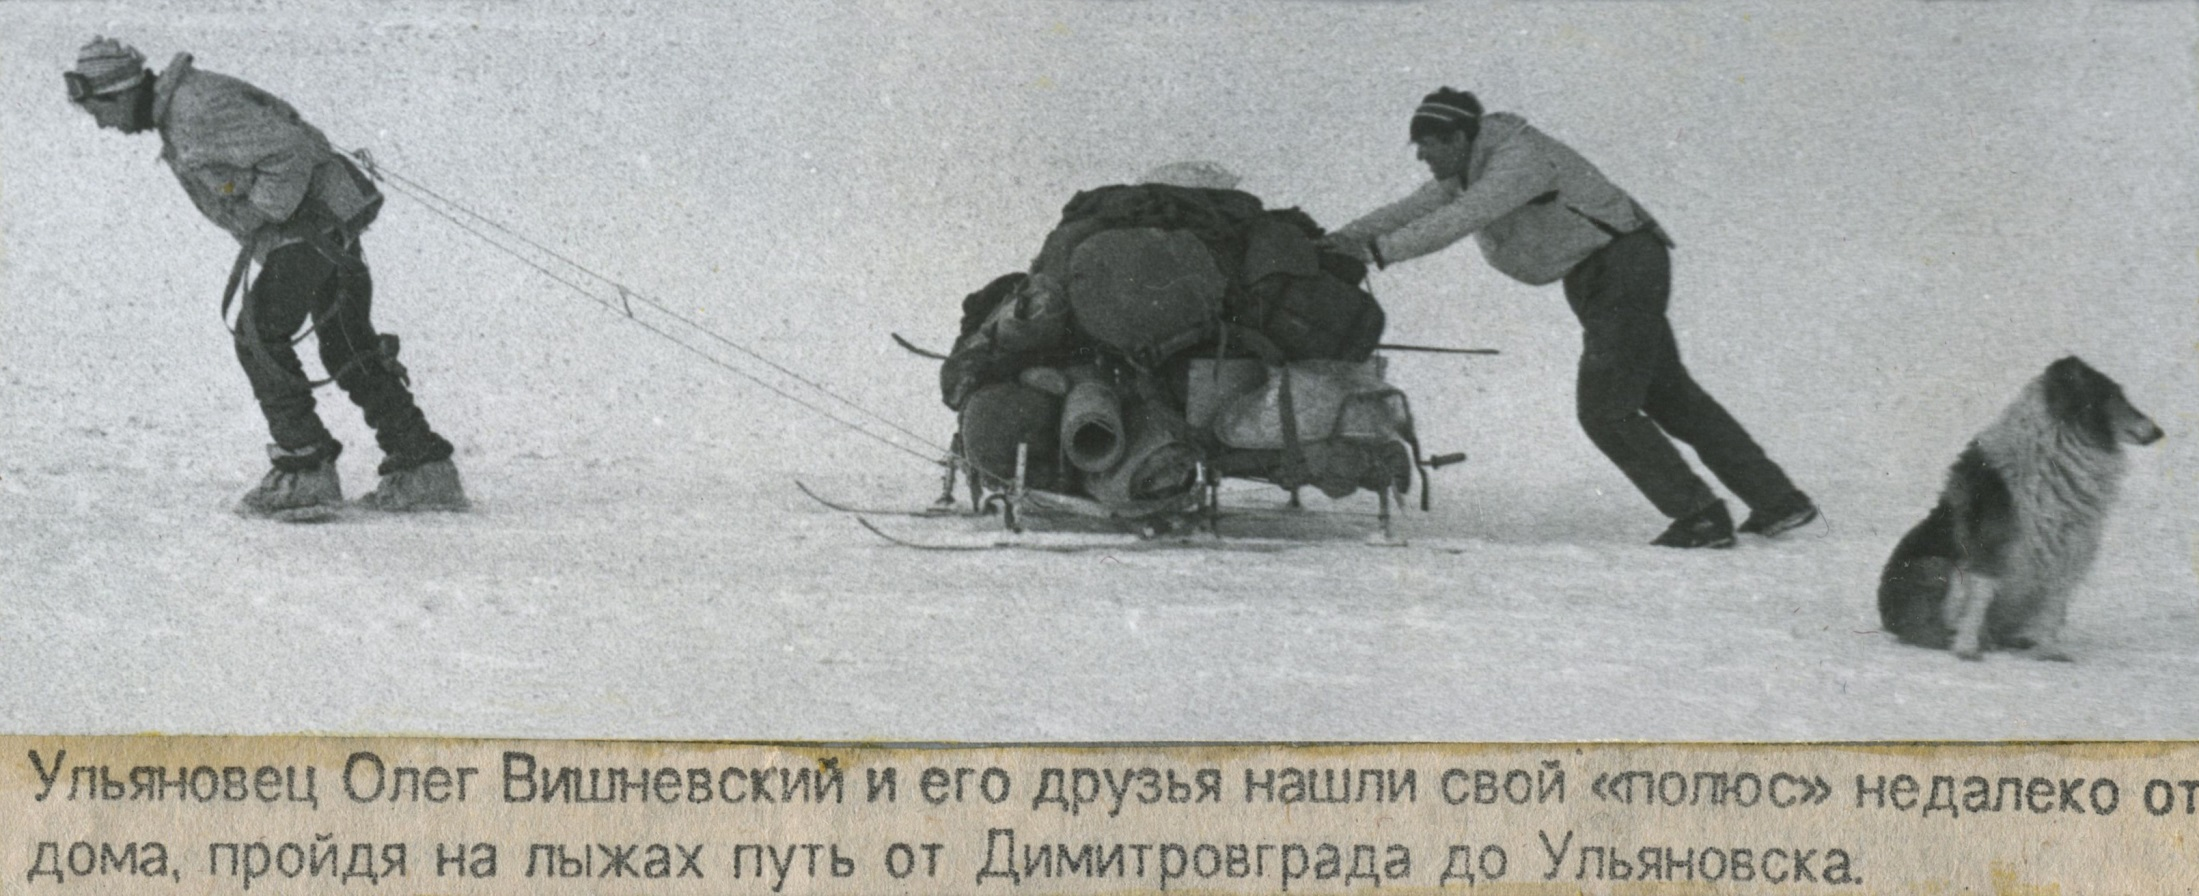 Ульяновец Олег Вишневский и его друзья нашли свой «полюс» недалеко от
дома, пройдя на лыжах путь от Димитровграда до Ульяновска.